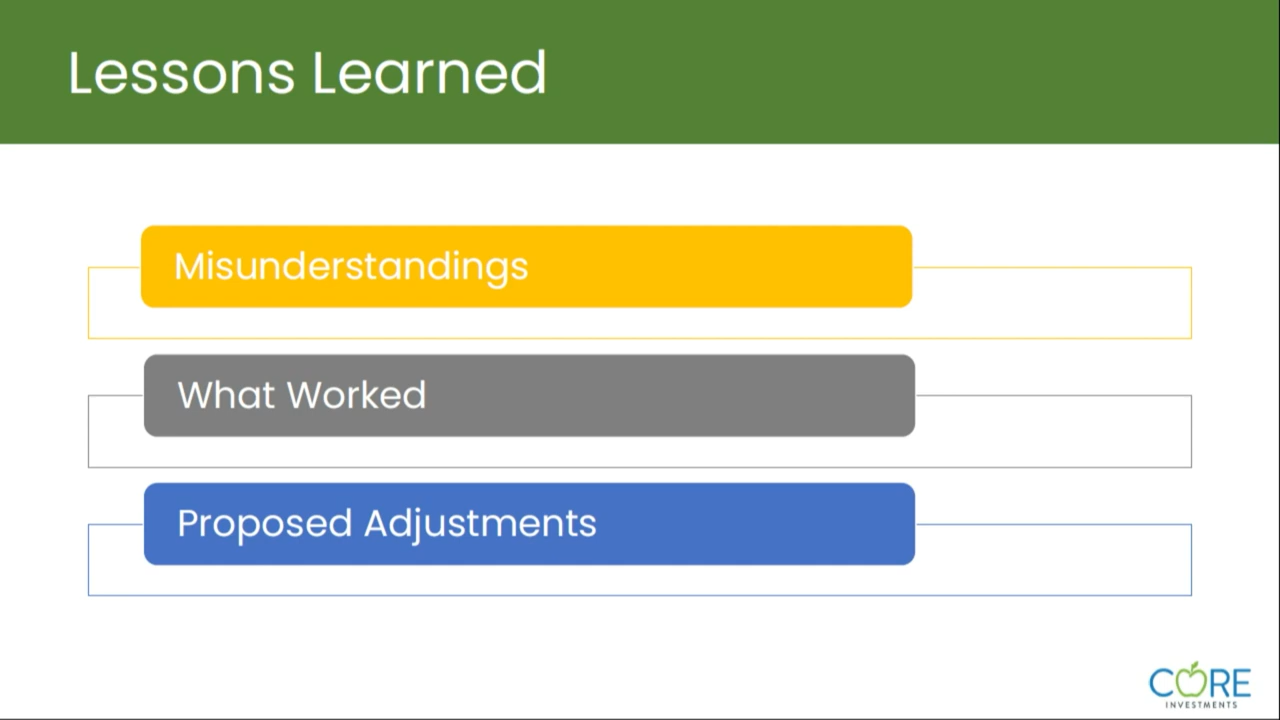 Lessons Learned
Misunderstandings
What Worked
Proposed Adjustments
CORE
INVESTMENTS